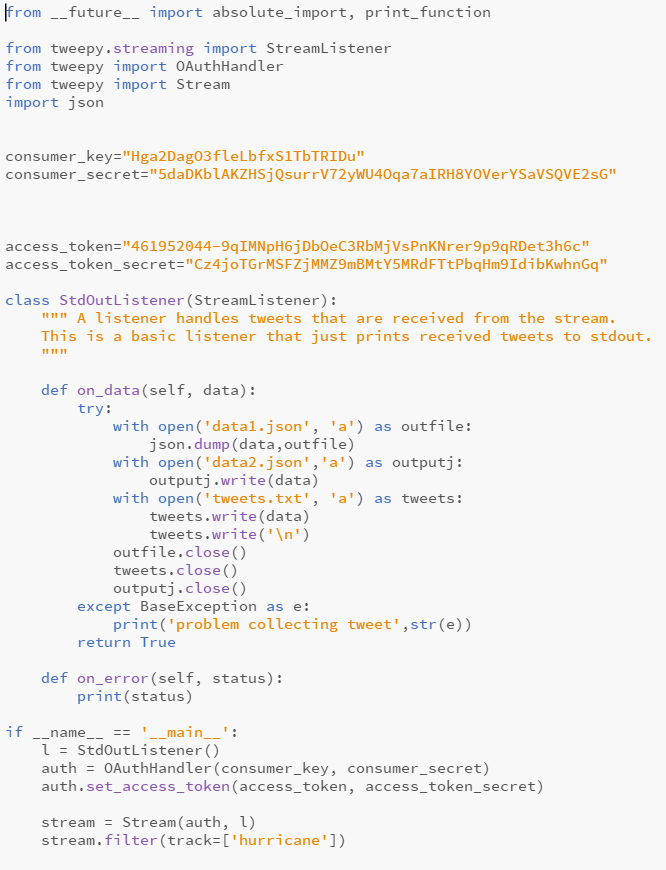 from __future__ import absolute_import, print_function
from tweepy.streaming import StreamListener
from tweepy import OAuthHandler
from tweepy import Stream
import json
consumer_key="Hga2DagO3fleLbfxS1TbTRIDu"
consumer_secret="5daDKblAKZHSjQsurrV72yWU4Oqa7aIRH8YOVerYSaVSQVE2sG"
access_token="461952044-9qIMNpH6jDbOeC3RbMjVsPnKNrer9p9qRDet3h6c"
access_token_secret="Cz4joTGrMSFZjMMZ9mBMtY5MRdFTtPbqHm9IdibKwhnGq"
class StdOutListener(StreamListener):
    """ A listener handles tweets that are received from the stream.
    This is a basic listener that just prints received tweets to stdout.
    """
    def on_data(self, data):
        try:
            with open('data1.json', 'a') as outfile:
                json.dump(data,outfile)
            with open('data2.json','a') as outputj:
                outputj.write(data)
            with open('tweets.txt', 'a') as tweets:
                tweets.write(data)
                tweets.write('\n')
            outfile.close()
            tweets.close()
            outputj.close()
        except BaseException as e:
            print('problem collecting tweet',str(e))
        return True
    def on_error(self, status):
        print(status)
if __name__ == '__main__':
    l = StdOutListener()
    auth = OAuthHandler(consumer_key, consumer_secret)
    auth.set_access_token(access_token, access_token_secret)
    stream = Stream(auth, l)
    stream.filter(track=['hurricane'])